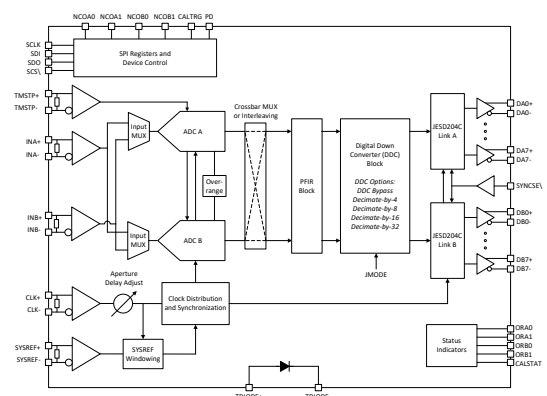 NCOA0 NCOA1 NCOB0 NCOB1 CALTRG PD
SCLK
SDI
SDO
SCS\
SPI Registers and
Device Control
TMSTP+
TMSTP-
INA+
INA-
Input
MUX
ADC A
Crossbar MUX
or Interleaving
Over-
range
INB+
INB-
Input
MUX
ADC B
PFIR
Block
Digital Down
Converter (DDC)
Block
DDC Options:
DDC Bypass
Decimate-by-4
Decimate-by-8
Decimate-by-16
Decimate-by-32
JMODE
JESD204C
Link A
JESD204C
Link B
DA0+
DA0-
DA7+
DA7-
SYNCSE\
DB0+
DB0-
DB7+
DB7-
Aperture
Delay Adjust
CLK+
CLK-
Clock Distribution
and Synchronization
SYSREF+
SYSREF-
SYSREF
Windowing
Status
Indicators
ORA0
ORA1
ORB0
ORB1
CALSTAT